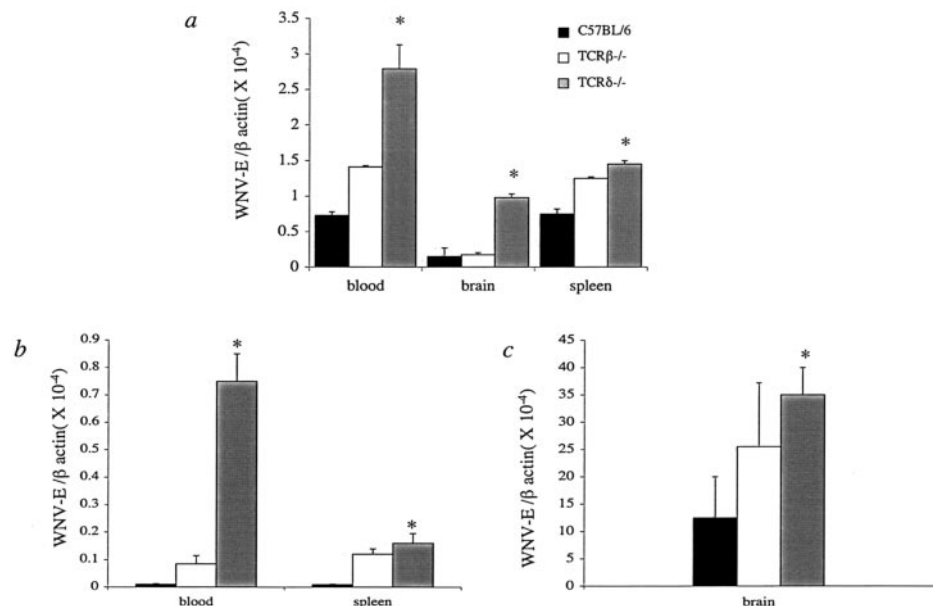 a
WNV-E /β actin( X 10-4)
3.5
3
2.5
2
1.5
1
0.5
0
*
*
*
C57BL/6
TCRβ-/-
TCRδ-/-
blood brain spleen
b
WNV-E /β actin( X 10-4)
0.9
0.8
0.7
0.6
0.5
0.4
0.3
0.2
0.1
0
*
*
blood spleen
c
WNV-E /β actin( X 10-4)
45
40
35
30
25
20
15
10
5
0
*
brain